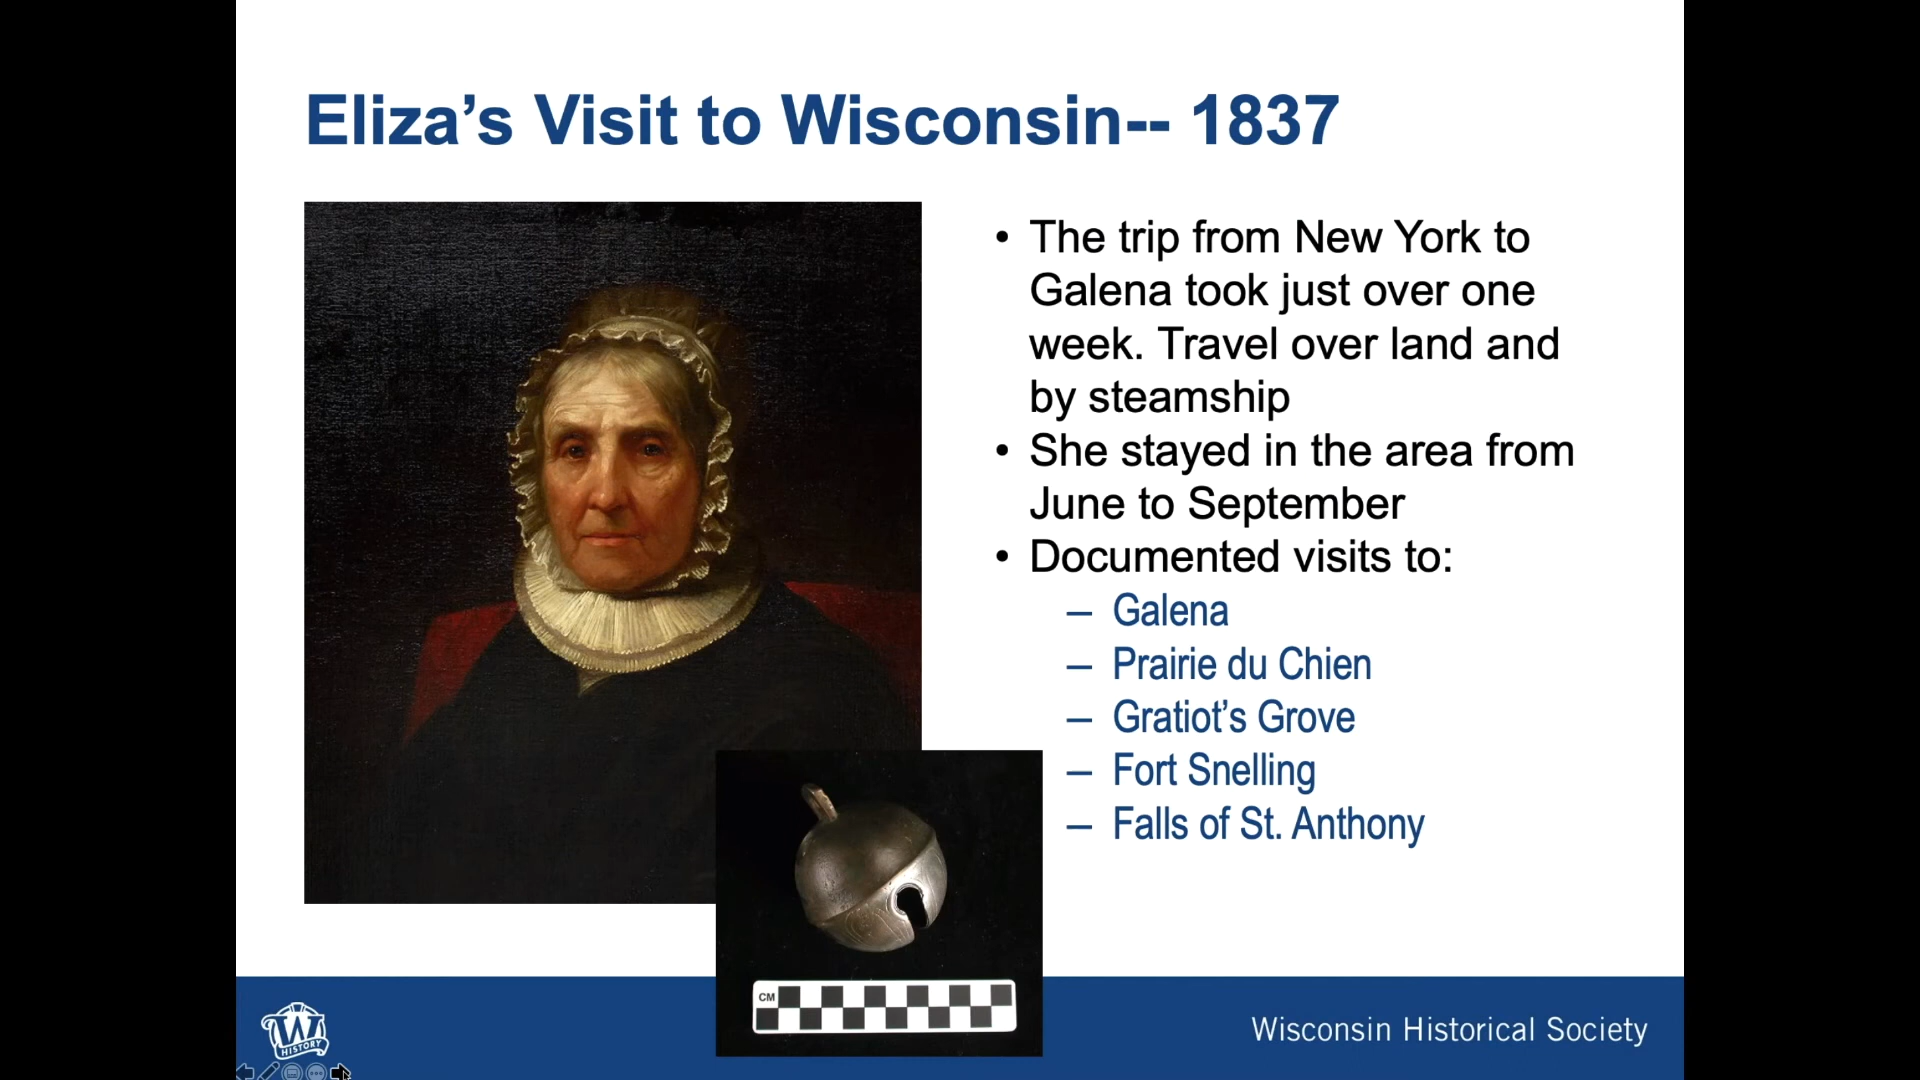 Eliza’s Visit to Wisconsin-- 1837
• The trip from New York to
Galena took just over one
week. Travel over land and
by steamship
• She stayed in the area from
June to September
• Documented visits to:
– Galena
– Prairie du Chien
– Gratiot’s Grove
– Fort Snelling
– Falls of St. Anthony
CM
W
HISTORY
Wisconsin Historical Society